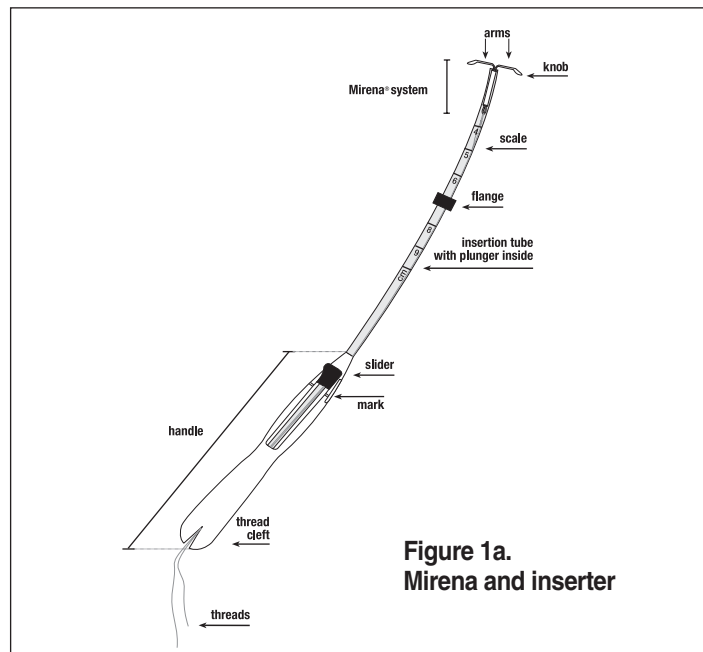 arms
knob
Mirena® system
4
scale
5
6
flange
8
insertion tube
with plunger inside
9
cm
slider
mark
handle
thread
cleft
Figure 1a.
Mirena and inserter
threads